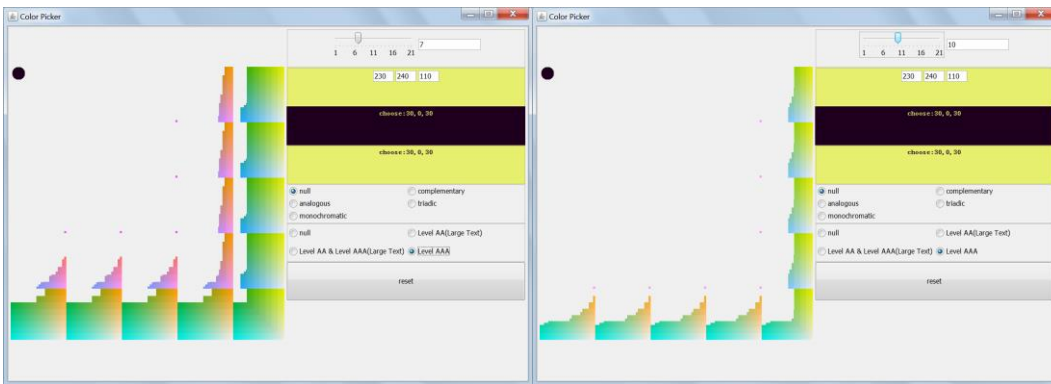 Color Picker
7
1 6 11 16 21
230 240 110
choose:30,0,30
choose:30,0,30
null complementary
analogous triadic
monochromatic
null Level AA(Large Text)
Level AA & Level AAA(Large Text) Level AAA
reset
Color Picker
10
1 6 11 16 21
230 240 110
choose:30,0,30
choose:30,0,30
null complementary
analogous triadic
monochromatic
null Level AA(Large Text)
Level AA & Level AAA(Large Text) Level AAA
reset